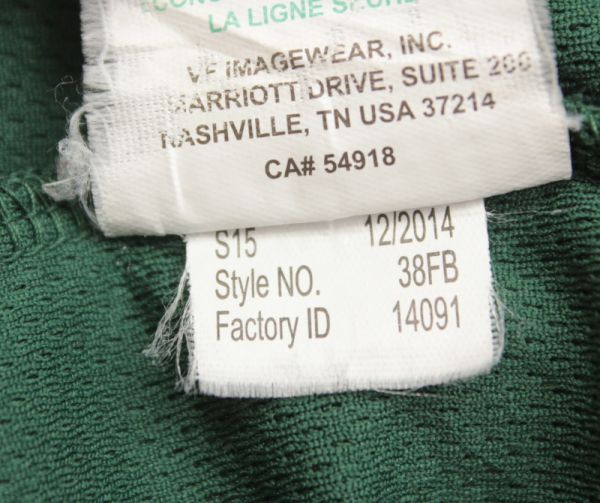 LA LIGNE
VF IMAGEWEAR, INC.
MARRIOTT DRIVE, SUITE 200
NASHVILLE, TN USA 37214
CA# 54918
S15 12/2014
Style NO. 38FB
Factory ID 14091